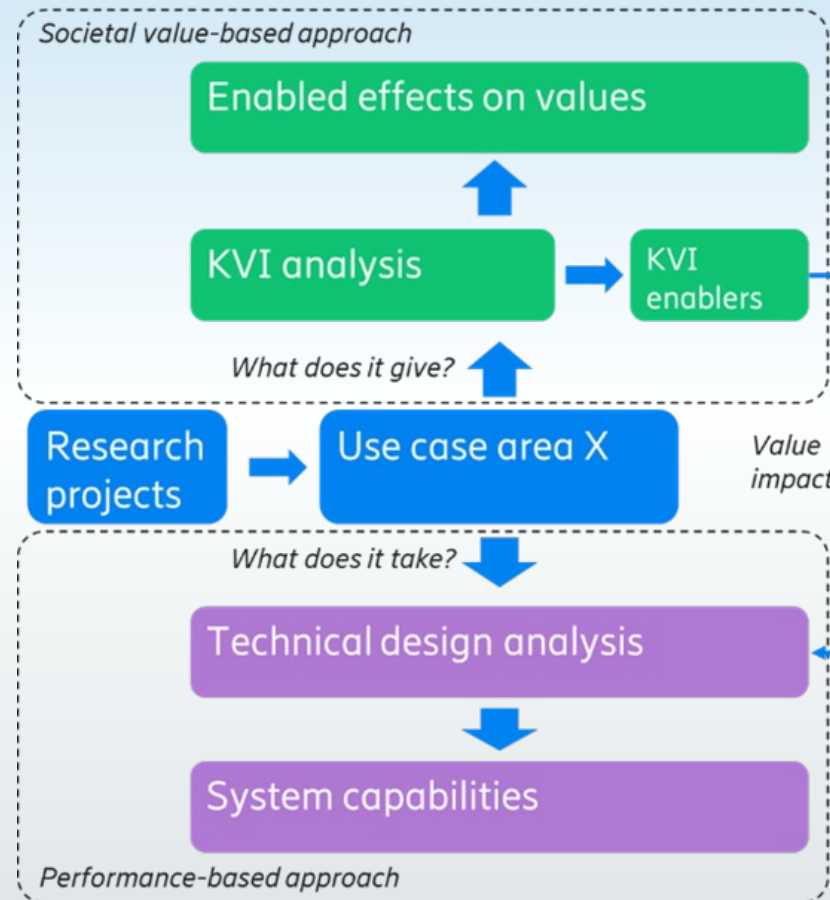 Societal value-based approach
Enabled effects on values
KVI analysis
KVI
enablers
What does it give?
Research
projects
Use case area X
Value
impact
What does it take?
Technical design analysis
System capabilities
Performance-based approach